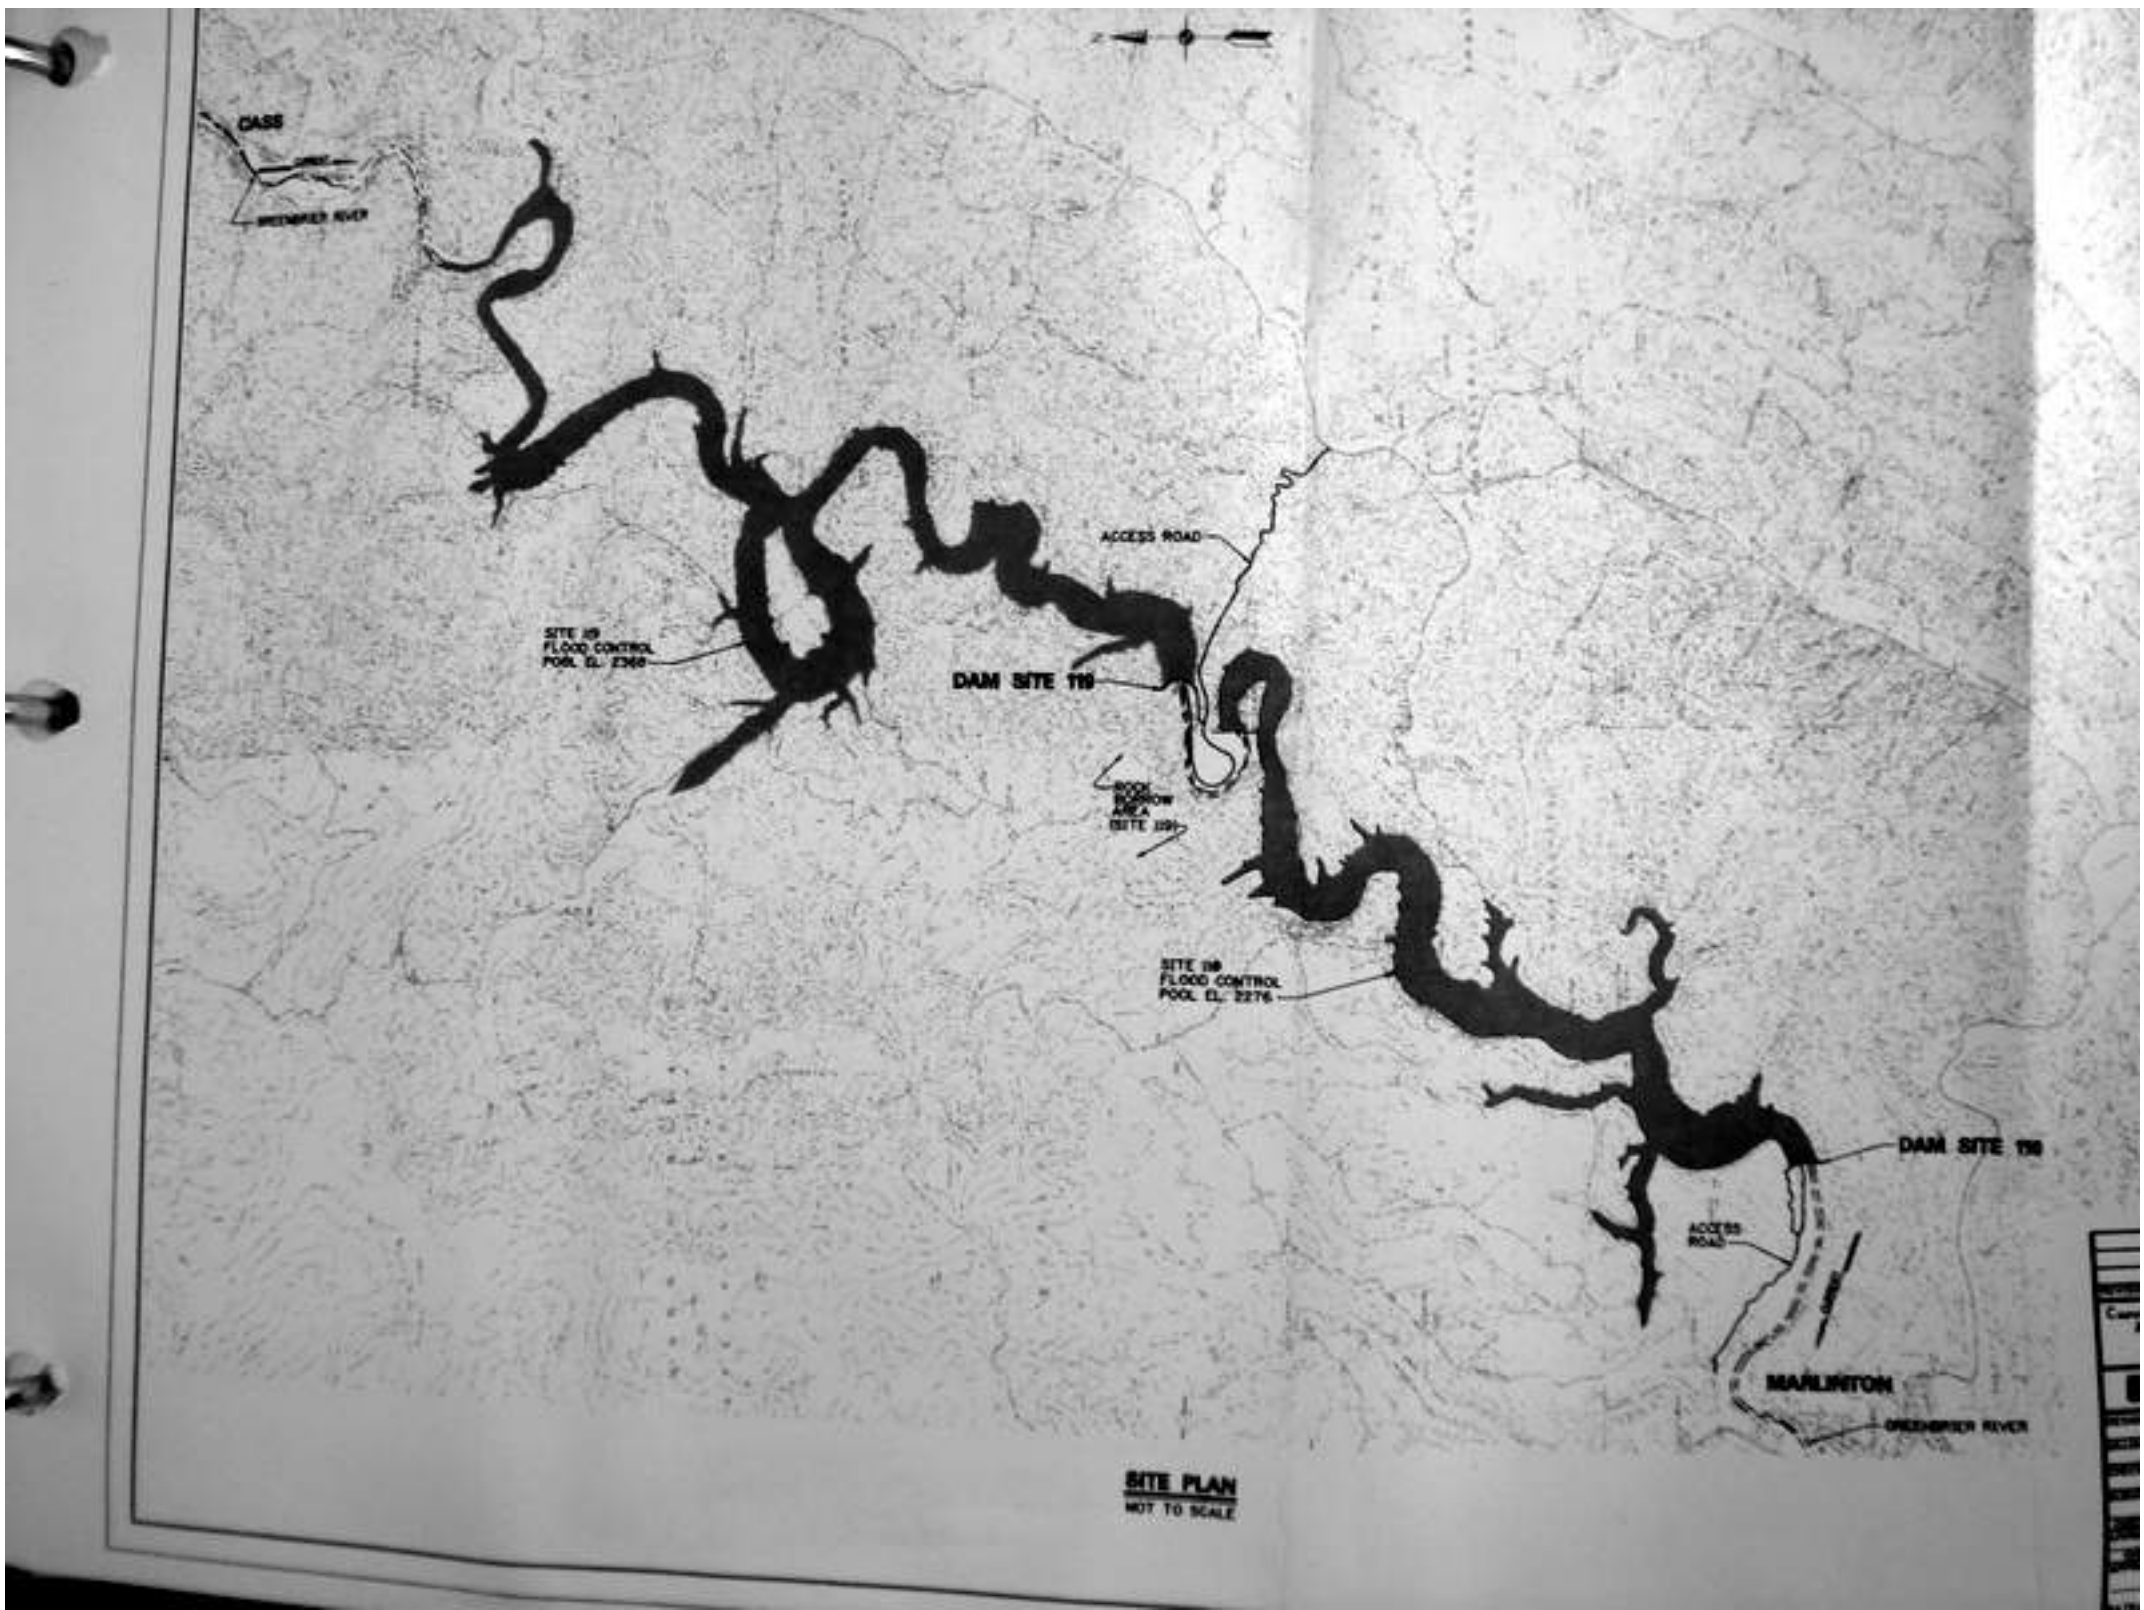 N
CASS
GREENBRIER RIVER
ACCESS ROAD
SITE 119
FLOOD CONTROL
POOL EL. 2368
DAM SITE 119
ROCK
BORROW
AREA
(SITE 119)
SITE 118
FLOOD CONTROL
POOL EL. 2276
DAM SITE 118
ACCESS
ROAD
MARLINTON
GREENBRIER RIVER
SITE PLAN
NOT TO SCALE